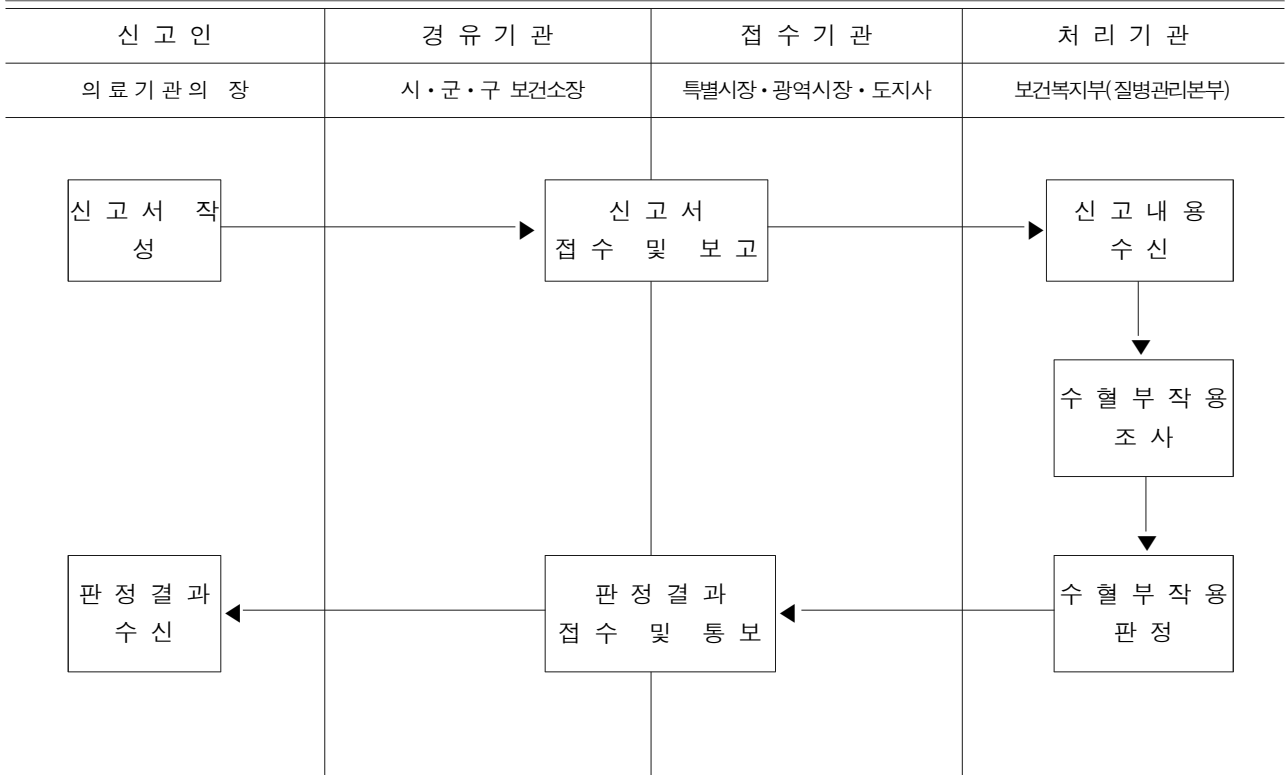 신 고 인 경 유 기 관 접 수 기 관 처 리 기 관
의 료 기 관 의 장 시・군・구 보건소장 특별시장・광역시장・도지사 보건복지부(질병관리본부)
신 고 서 작 신 고 서 신 고 내 용
성 접 수 및 보 고 수 신
수 혈 부 작 용
조 사
판 정 결 과 판 정 결 과 수 혈 부 작 용
수 신 접 수 및 통 보 판 정